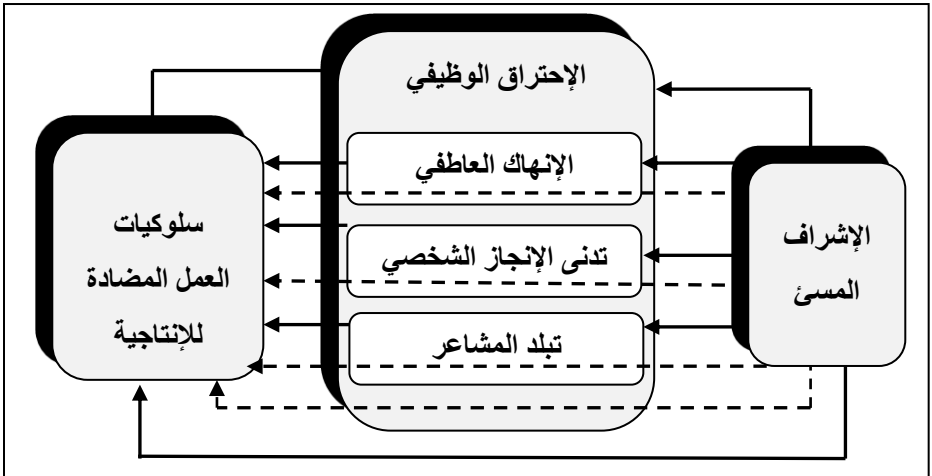 الإحتراق الوظيفي
الإشراف
المسئ
الإنهاك العاطفي
تدنى الإنجاز الشخصي
تبلد المشاعر
سلوكيات
العمل المضادة
للإنتاجية